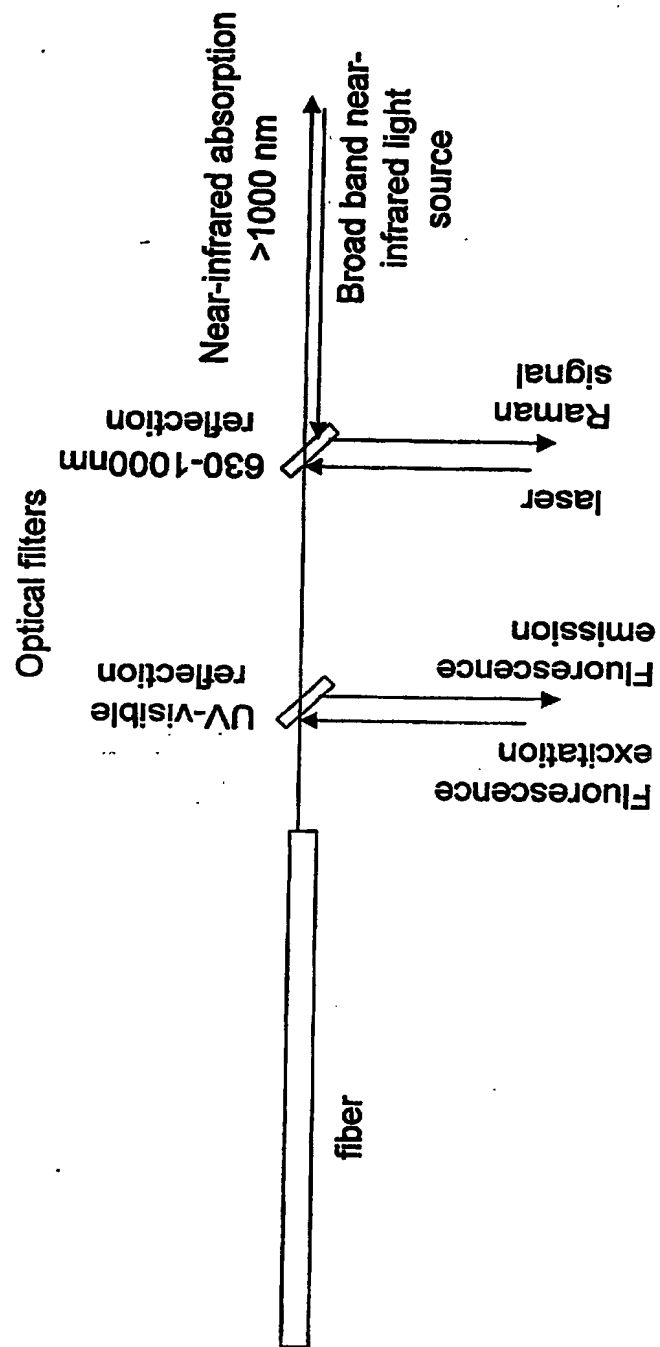 Optical filters
UV-visible
reflection
630-1000nm
reflection
Near-infrared absorption
>1000 nm
Broad band near-
infrared light
source
fiber
Fluorescence
excitation
Fluorescence
emission
laser
Raman
signal